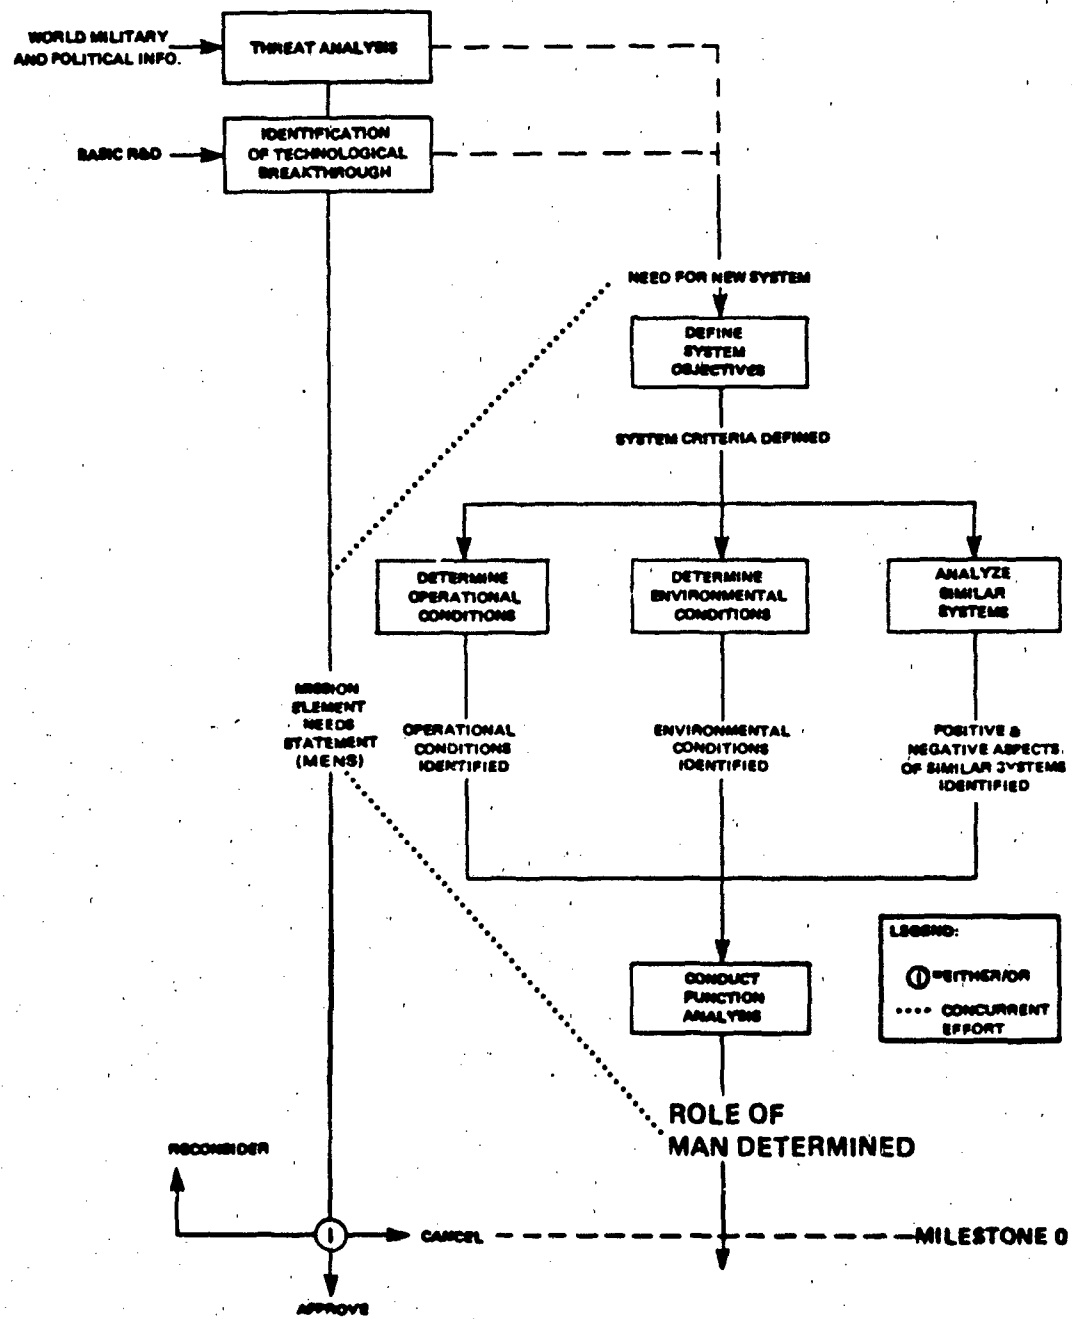 WORLD MILITARY
AND POLITICAL INFO.
THREAT ANALYSIS
BASIC R&D
IDENTIFICATION
OF TECHNOLOGICAL
BREAKTHROUGH
NEED FOR NEW SYSTEM
DEFINE
SYSTEM
OBJECTIVES
SYSTEM CRITERIA DEFINED
DETERMINE
OPERATIONAL
CONDITIONS
DETERMINE
ENVIRONMENTAL
CONDITIONS
ANALYZE
SIMILAR
SYSTEMS
MISSION
ELEMENT
NEEDS
STATEMENT
(MENS)
OPERATIONAL
CONDITIONS
IDENTIFIED
ENVIRONMENTAL
CONDITIONS
IDENTIFIED
POSITIVE &
NEGATIVE ASPECTS
OF SIMILAR SYSTEMS
IDENTIFIED
LEGEND:
=EITHER/OR
···· CONCURRENT
EFFORT
CONDUCT
FUNCTION
ANALYSIS
ROLE OF
MAN DETERMINED
RECONSIDER
I
CANCEL
MILESTONE 0
APPROVE